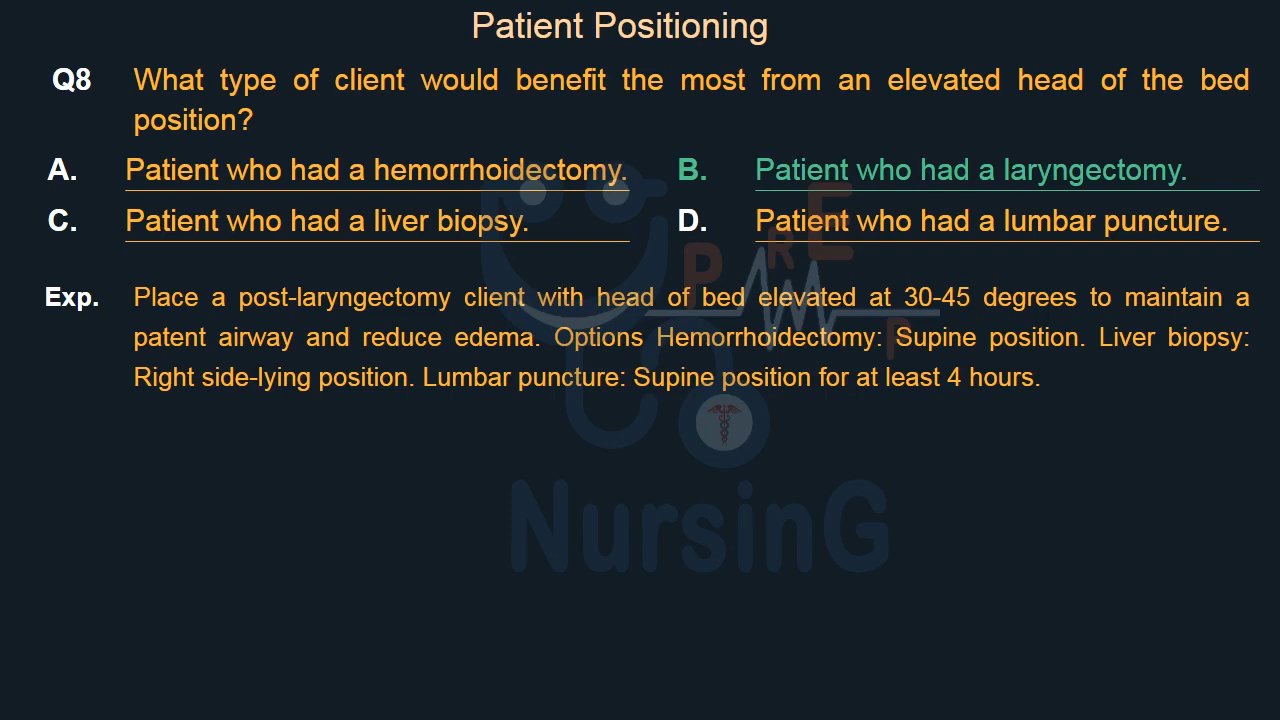 Patient Positioning
Q8 What type of client would benefit the most from an elevated head of the bed
position?
A. Patient who had a hemorrhoidectomy. B. Patient who had a laryngectomy.
C. Patient who had a liver biopsy. D. Patient who had a lumbar puncture.
Exp. Place a post-laryngectomy client with head of bed elevated at 30-45 degrees to maintain a
patent airway and reduce edema. Options Hemorrhoidectomy: Supine position. Liver biopsy:
Right side-lying position. Lumbar puncture: Supine position for at least 4 hours.
PREP
NursinG